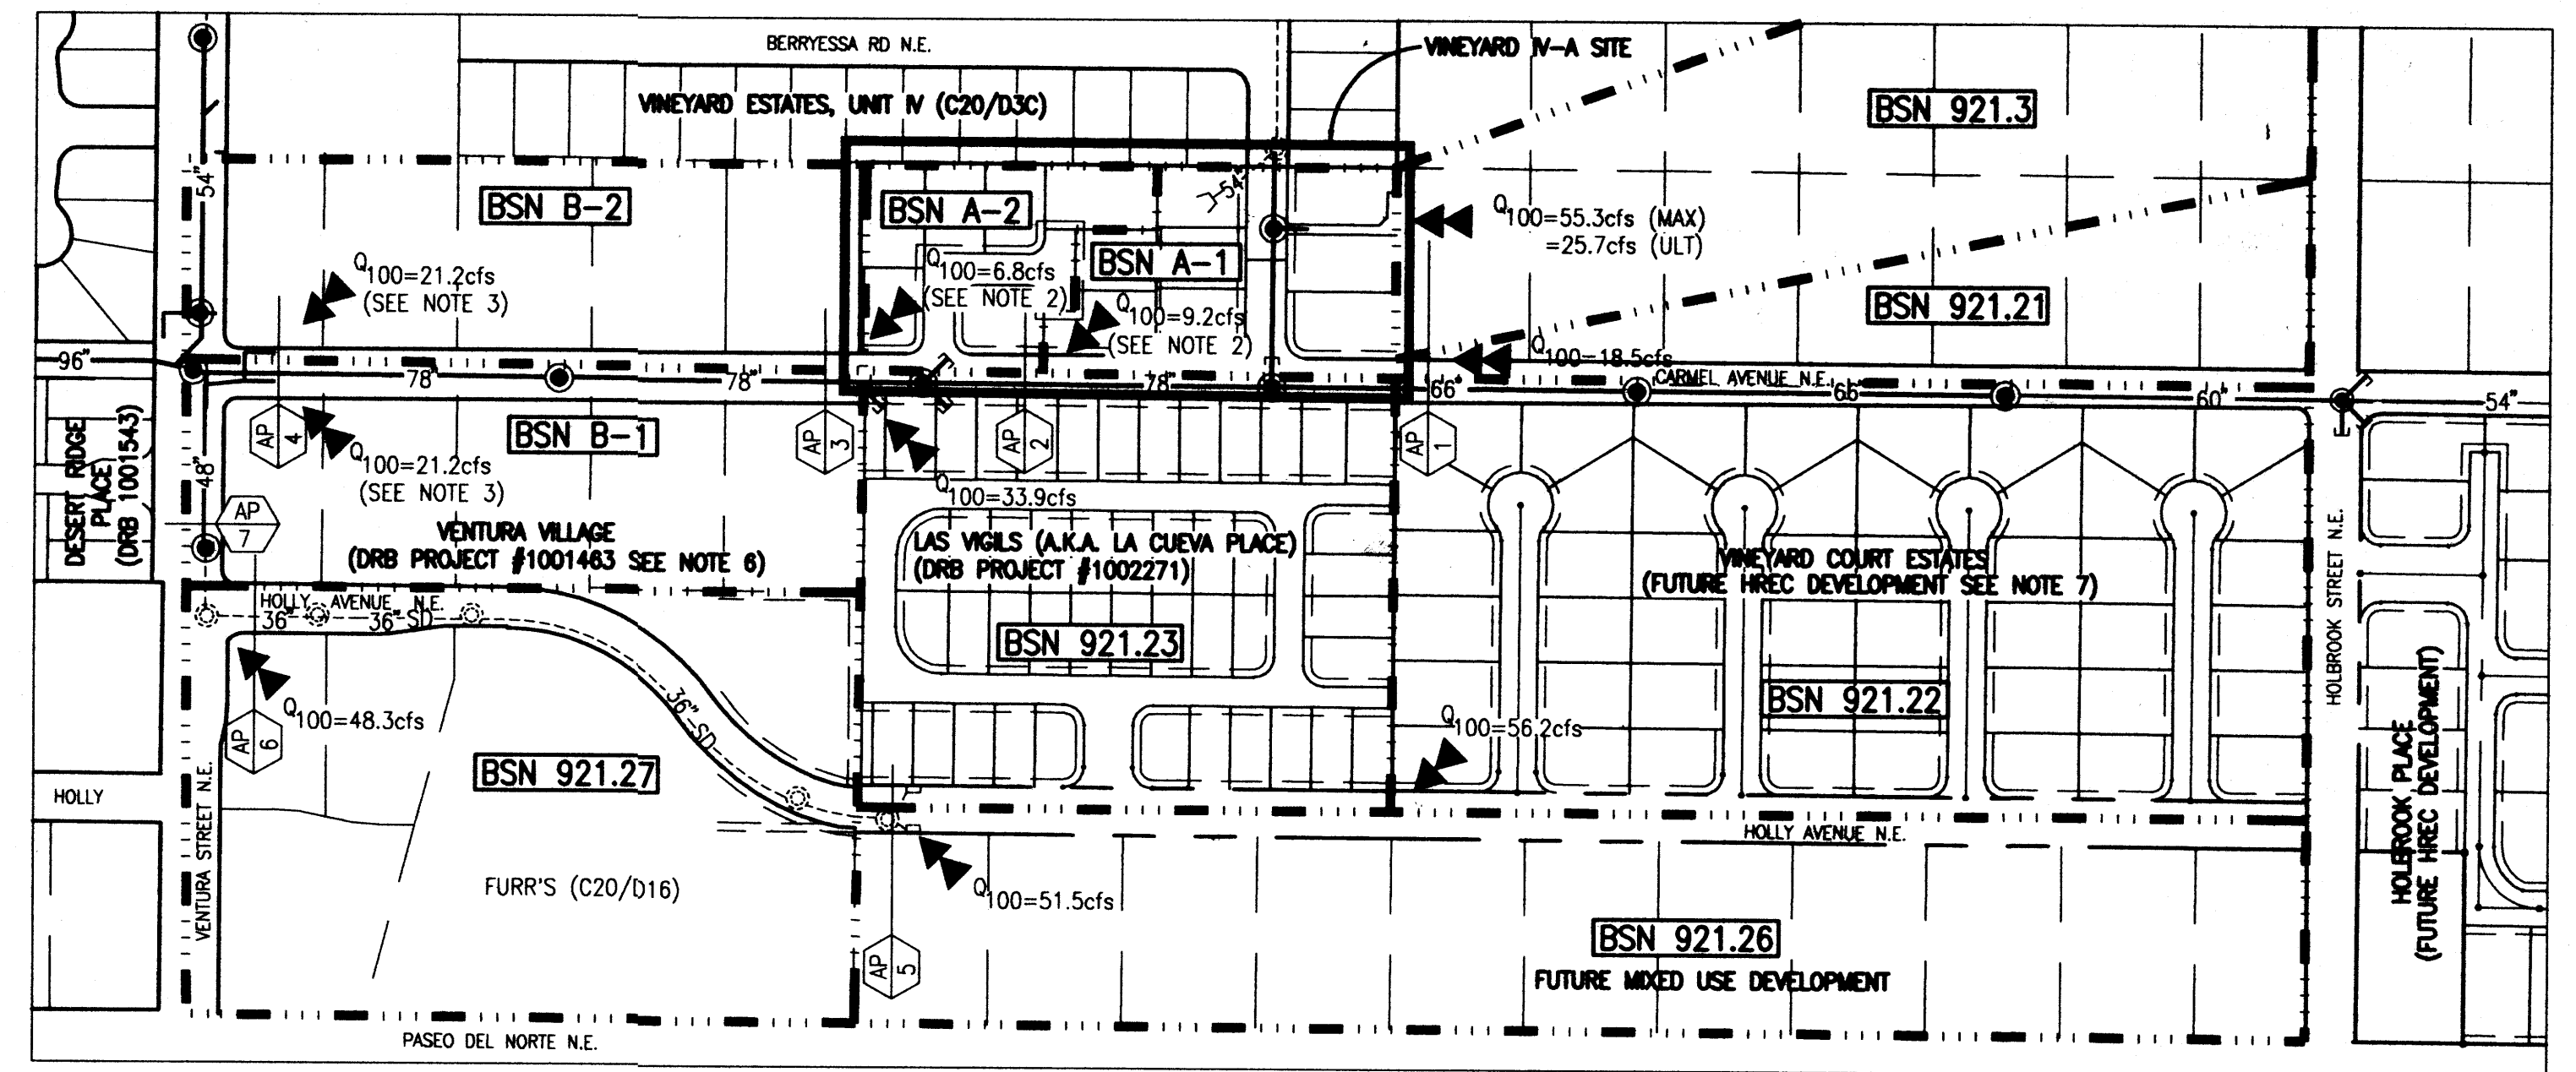 BERRYESSA RD N.E.
VINEYARD IV-A SITE
VINEYARD ESTATES, UNIT IV (C20/D3C)
BSN 921.3
54"
BSN B-2
BSN A-2
54"
Q100=55.3cfs (MAX)
=25.7cfs (ULT)
BSN A-1
Q100=21.2cfs
(SEE NOTE 3)
Q100=6.8cfs
(SEE NOTE 2)
Q100=9.2cfs
(SEE NOTE 2)
BSN 921.21
Q100=18.5cfs
96"
78"
78"
78"
66"
CARMEL AVENUE N.E.
66"
60"
54"
DESERT RIDGE
PLACE
(DRB 1001543)
48"
AP
4
BSN B-1
AP
3
AP
2
AP
1
Q100=21.2cfs
(SEE NOTE 3)
Q100=33.9cfs
AP
7
VENTURA VILLAGE
(DRB PROJECT #1001463 SEE NOTE 6)
LAS VIGILS (A.K.A. LA CUEVA PLACE)
(DRB PROJECT #1002271)
VINEYARD COURT ESTATES
(FUTURE HREC DEVELOPMENT SEE NOTE 7)
HOLBROOK STREET N.E.
HOLLY AVENUE N.E.
36"
36" SD
BSN 921.23
36" SD
BSN 921.22
Q100=48.3cfs
AP
6
Q100=56.2cfs
HOLBROOK PLACE
(FUTURE HREC DEVELOPMENT)
BSN 921.27
HOLLY
VENTURA STREET N.E.
HOLLY AVENUE N.E.
FURR'S (C20/D16)
Q100=51.5cfs
AP
5
BSN 921.26
FUTURE MIXED USE DEVELOPMENT
PASEO DEL NORTE N.E.